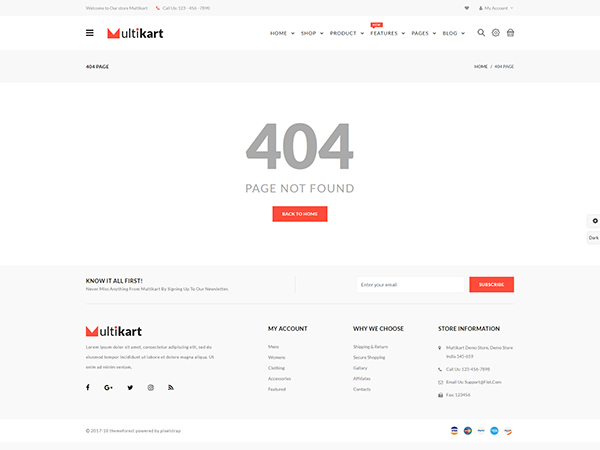 Welcome to Our store Multikart
Call Us: 123 - 456 - 7890
My Account
Multikart
HOME
SHOP
PRODUCT
NEW
FEATURES
PAGES
BLOG
404 PAGE
HOME / 404 PAGE
404
PAGE NOT FOUND
BACK TO HOME
Dark
KNOW IT ALL FIRST!
Never Miss Anything From Multikart By Signing Up To Our Newsletter.
Enter your email
SUBSCRIBE
Multikart
Lorem ipsum dolor sit amet, consectetur adipiscing elit, sed do
eiusmod tempor incididunt ut labore et dolore magna aliqua. Ut
enim ad minim veniam,
MY ACCOUNT
Mens
Womens
Clothing
Accessories
Featured
WHY WE CHOOSE
Shipping & Return
Secure Shopping
Gallary
Affiliates
Contacts
STORE INFORMATION
Multikart Demo Store, Demo Store
India 345-659
Call Us: 123-456-7898
Email Us: Support@Fiot.Com
Fax: 123456
© 2017-18 themeforest powered by pixelstrap